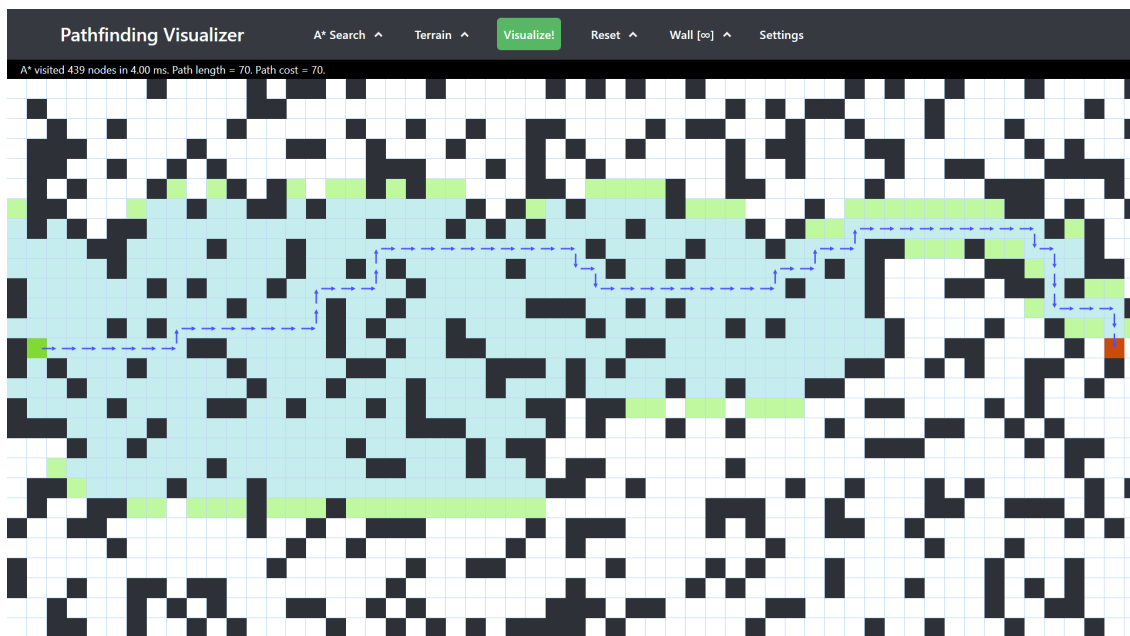 Pathfinding Visualizer
A* Search
Terrain
Visualize!
Reset
Wall [∞]
Settings
A* visited 439 nodes in 4.00 ms. Path length = 70. Path cost = 70.